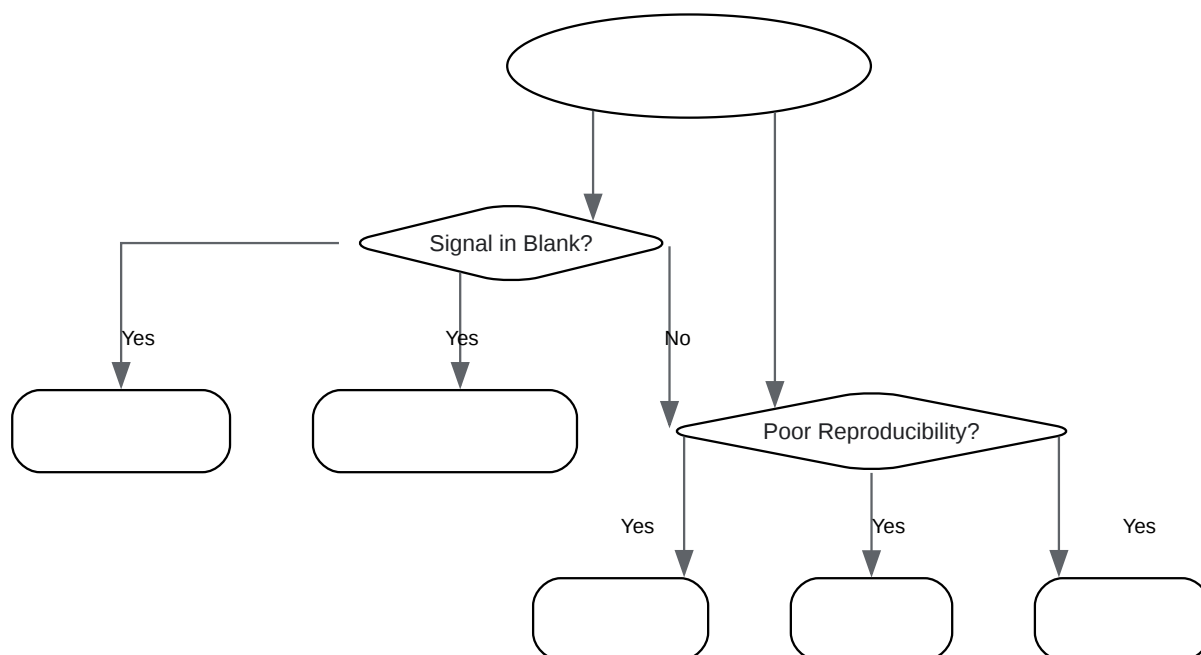 Signal in Blank?
Yes
Yes
No
Poor Reproducibility?
Yes
Yes
Yes